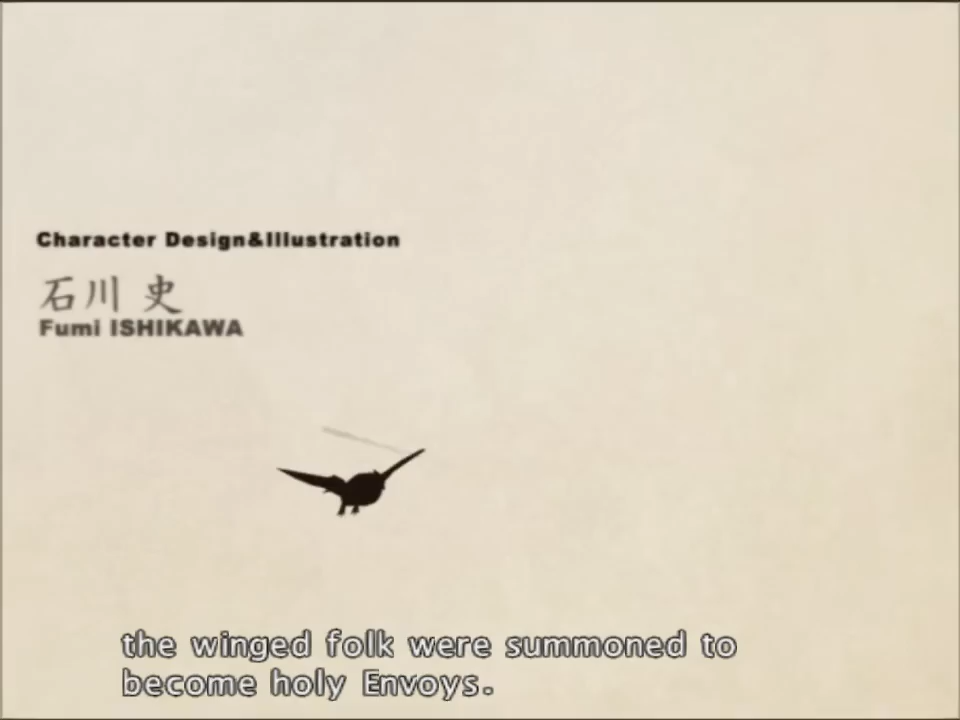 Character Design&Illustration
石川 史
Fumi ISHIKAWA
the winged folk were summoned to
become holy Envoys.